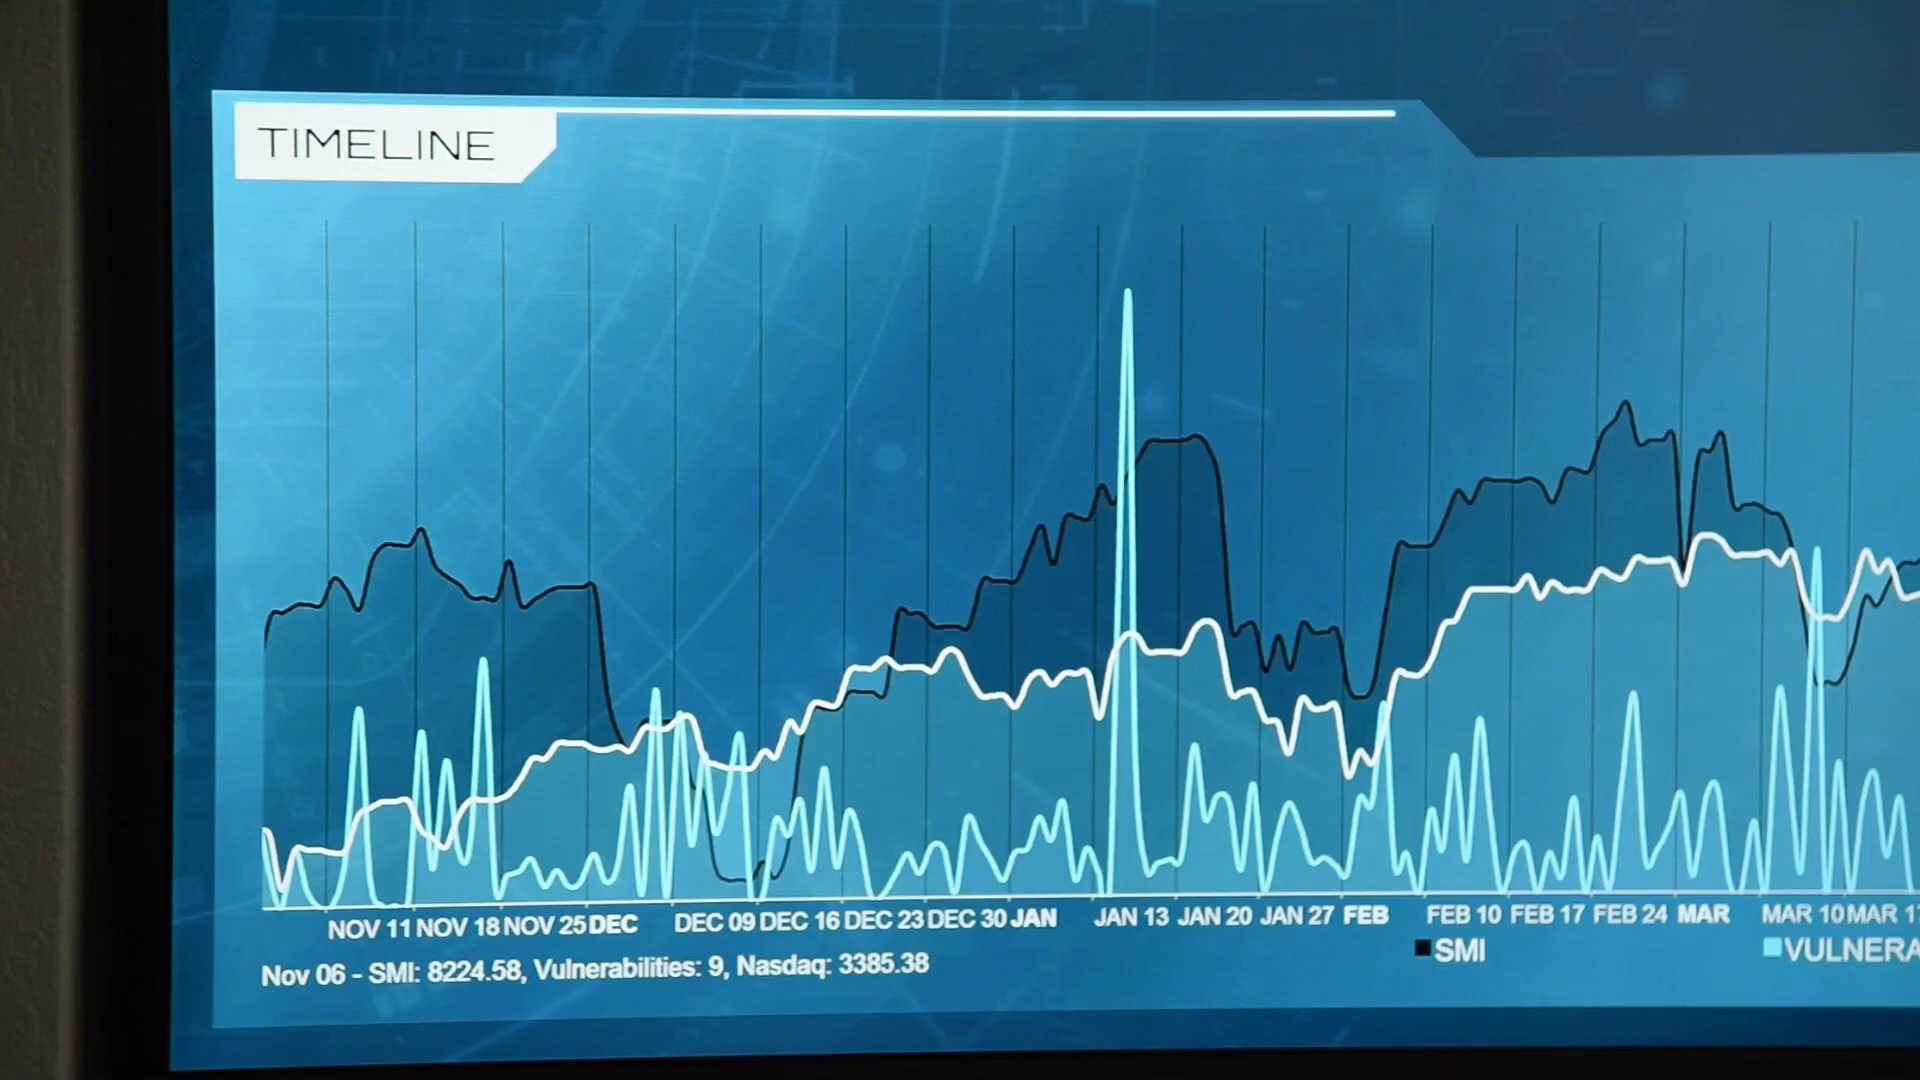 TIMELINE
NOV 11 NOV 18 NOV 25 DEC DEC 09 DEC 16 DEC 23 DEC 30 JAN JAN 13 JAN 20 JAN 27 FEB FEB 10 FEB 17 FEB 24 MAR MAR 10 MAR
SMI
Nov 06 - SMI: 8224.58, Vulnerabilities: 9, Nasdaq: 3385.38